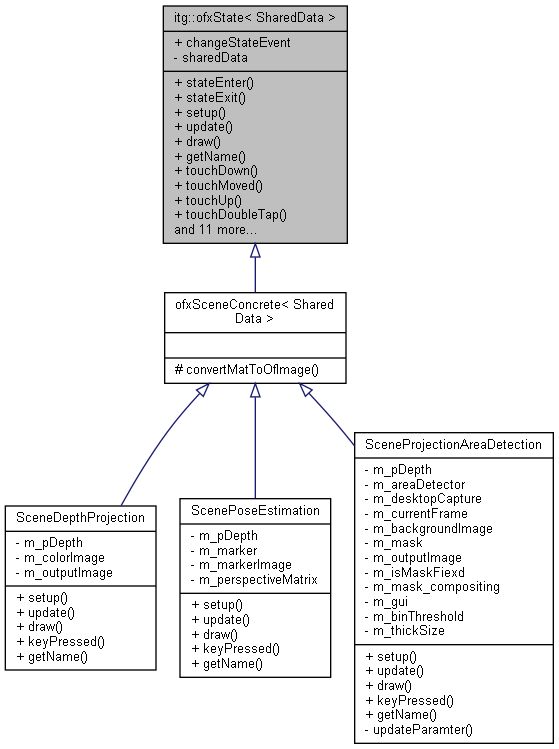 itg::ofxState< SharedData >
+ changeStateEvent
- sharedData
+ stateEnter()
+ stateExit()
+ setup()
+ update()
+ draw()
+ getName()
+ touchDown()
+ touchMoved()
+ touchUp()
+ touchDoubleTap()
and 11 more...
ofxSceneConcrete< Shared
Data >
# convertMatToOfImage()
SceneDepthProjection
- m_pDepth
- m_colorImage
- m_outputImage
+ setup()
+ update()
+ draw()
+ keyPressed()
+ getName()
ScenePoseEstimation
- m_pDepth
- m_marker
- m_markerImage
- m_perspectiveMatrix
+ setup()
+ update()
+ draw()
+ keyPressed()
+ getName()
SceneProjectionAreaDetection
- m_pDepth
- m_areaDetector
- m_desktopCapture
- m_currentFrame
- m_backgroundImage
- m_mask
- m_outputImage
- m_isMaskFiexd
- m_mask_compositing
- m_gui
- m_binThreshold
- m_thickSize
+ setup()
+ update()
+ draw()
+ keyPressed()
+ getName()
- updateParamter()